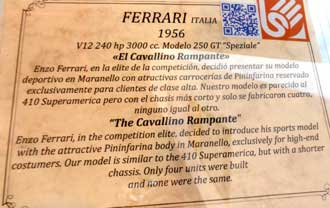 FERRARI ITALIA
1956
V12 240 hp 3000 cc. Modelo 250 GT "Speziale"
«El Cavallino Rampante»
Enzo Ferrari, en la elite de la competición, decidió presentar su modelo
deportivo en Maranello con atractivas carrocerías de Pininfarina reservado
exclusivamente para clientes de clase alta. Nuestro modelo es parecido al
410 Superamerica pero con el chasis más corto y solo se fabricaron cuatro,
ninguno igual al otro.
"The Cavallino Rampante"
Enzo Ferrari, in the competition elite, decided to introduce his sports model
with the attractive Pininfarina body in Maranello, exclusively for high-end
costumers. Our model is similar to the 410 Superamerica, but with a shorter
chassis. Only four units were built
and none were the same.